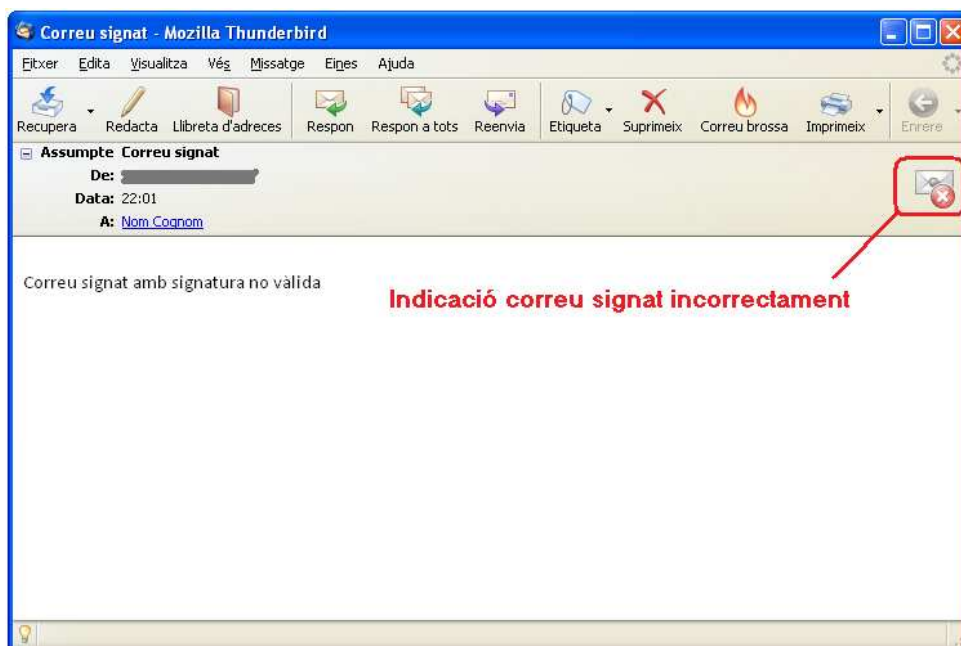 Correu signat - Mozilla Thunderbird
Fitxer Edita Visualitza Vés Missatge Eines Ajuda
Recupera Redacta Llibreta d'adreces Respon Respon a tots Reenvia Etiqueta Suprimeix Correu brossa Imprimeix Enrere
Assumpte Correu signat
De:
Data: 22:01
A: Nom Cognom
Correu signat amb signatura no vàlida
Indicació correu signat incorrectament